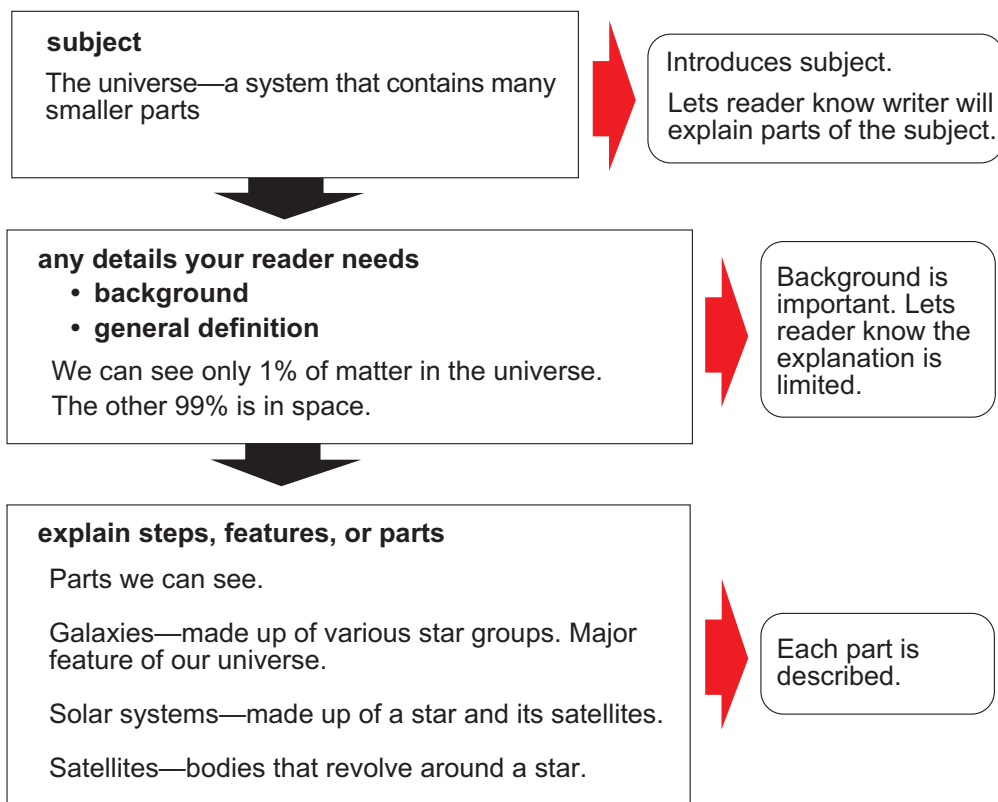 subject
The universe—a system that contains many
smaller parts
Introduces subject.
Lets reader know writer will
explain parts of the subject.
any details your reader needs
• background
• general definition
We can see only 1% of matter in the universe.
The other 99% is in space.
Background is
important. Lets
reader know the
explanation is
limited.
explain steps, features, or parts
Parts we can see.
Galaxies—made up of various star groups. Major
feature of our universe.
Solar systems—made up of a star and its satellites.
Satellites—bodies that revolve around a star.
Each part is
described.